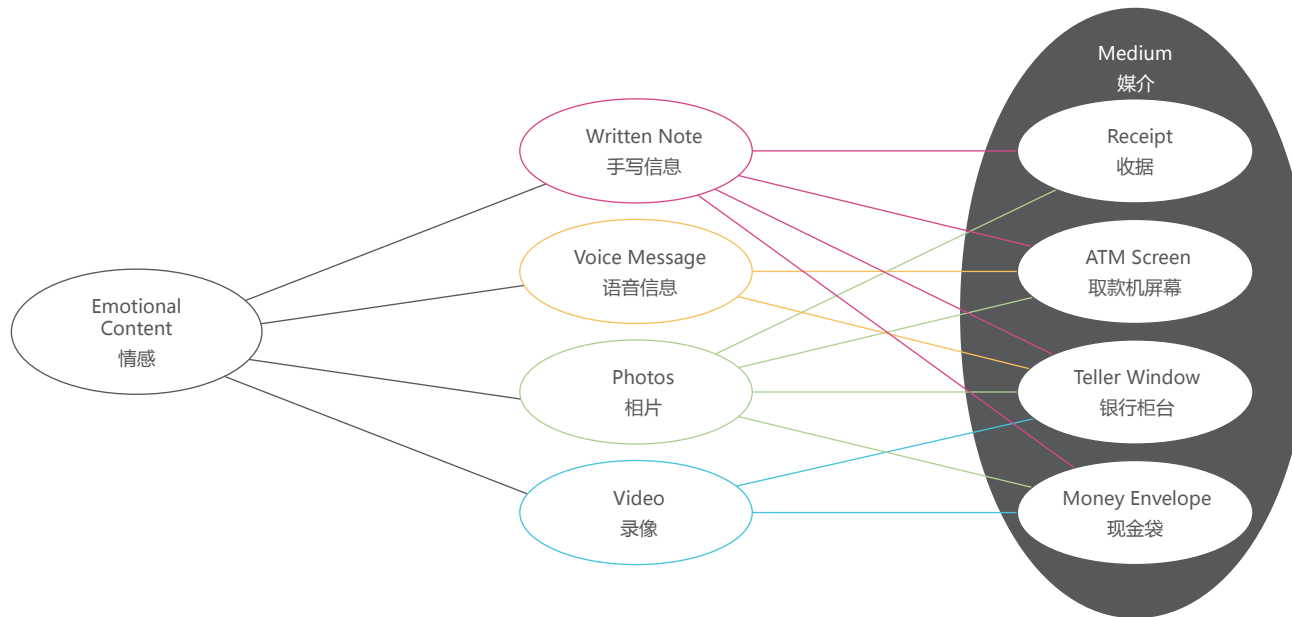 Emotional
Content
情感
Written Note
手写信息
Voice Message
语音信息
Photos
相片
Video
录像
Medium
媒介
Receipt
收据
ATM Screen
取款机屏幕
Teller Window
银行柜台
Money Envelope
现金袋